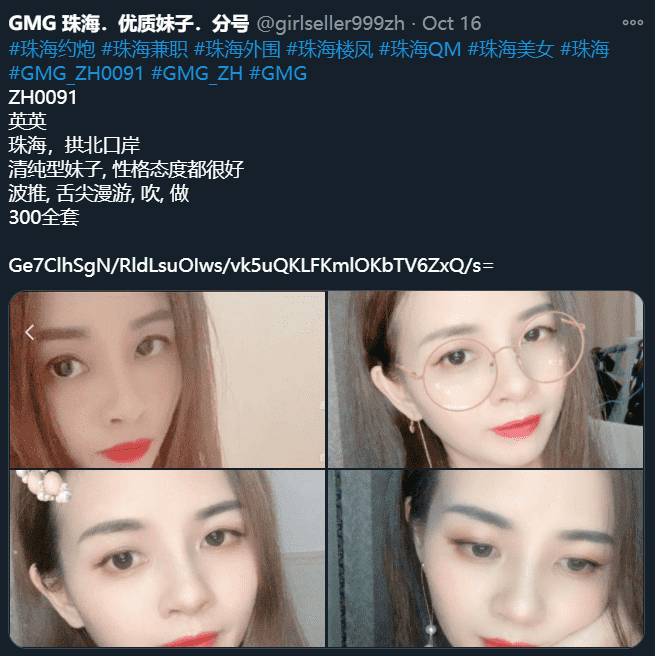 GMG 珠海．优质妹子．分号 @girlseller999zh · Oct 16
#珠海约炮 #珠海兼职 #珠海外围 #珠海楼凤 #珠海QM #珠海美女 #珠海
#GMG_ZH0091 #GMG_ZH #GMG
ZH0091
英英
珠海，拱北口岸
清纯型妹子, 性格态度都很好
波推, 舌尖漫游, 吹, 做
300全套
Ge7ClhSgN/RldLsuOIws/vk5uQKLFKmlOKbTV6ZxQ/s=